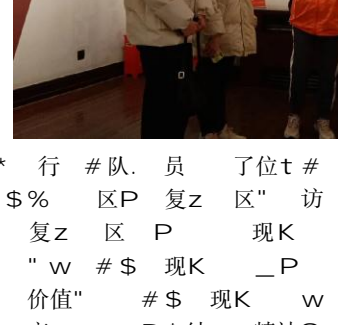 * 行 #队. 员 了位t #
$% 区P 复z 区" 访
复z 区 P 现K
" w #$ 现K _P
价值" #$ 现K w